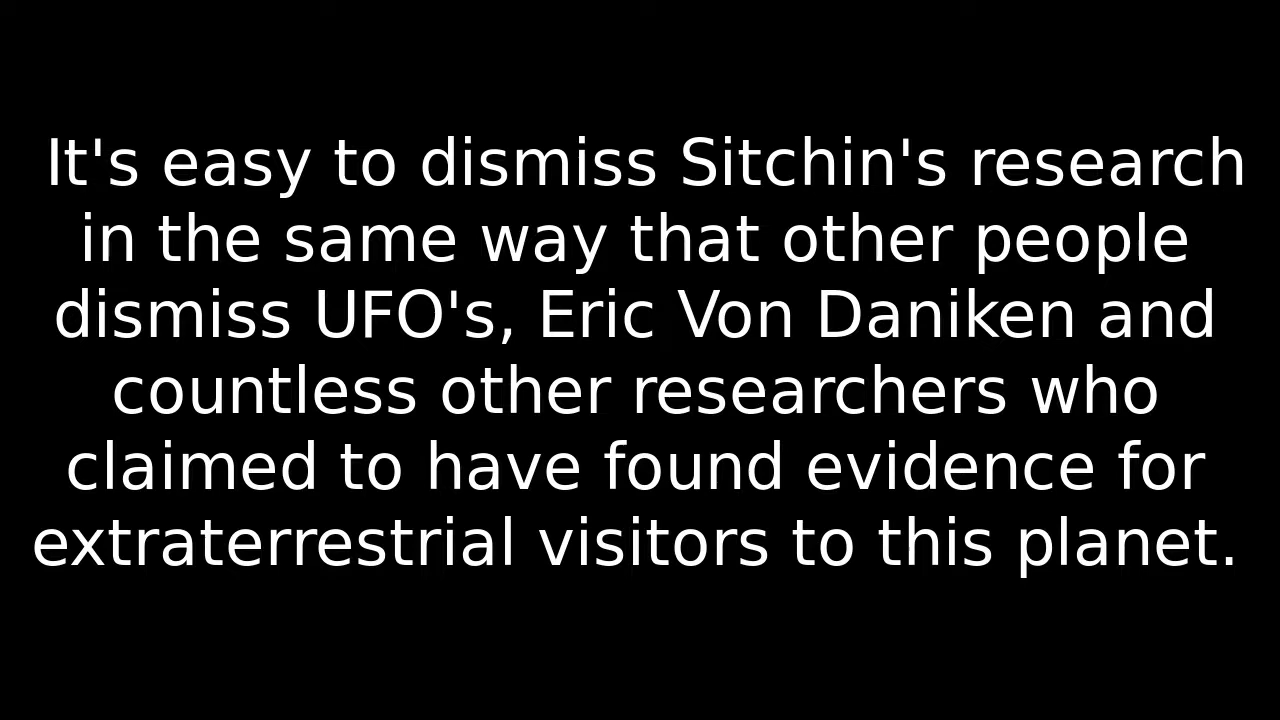 It's easy to dismiss Sitchin's research
in the same way that other people
dismiss UFO's, Eric Von Daniken and
countless other researchers who
claimed to have found evidence for
extraterrestrial visitors to this planet.